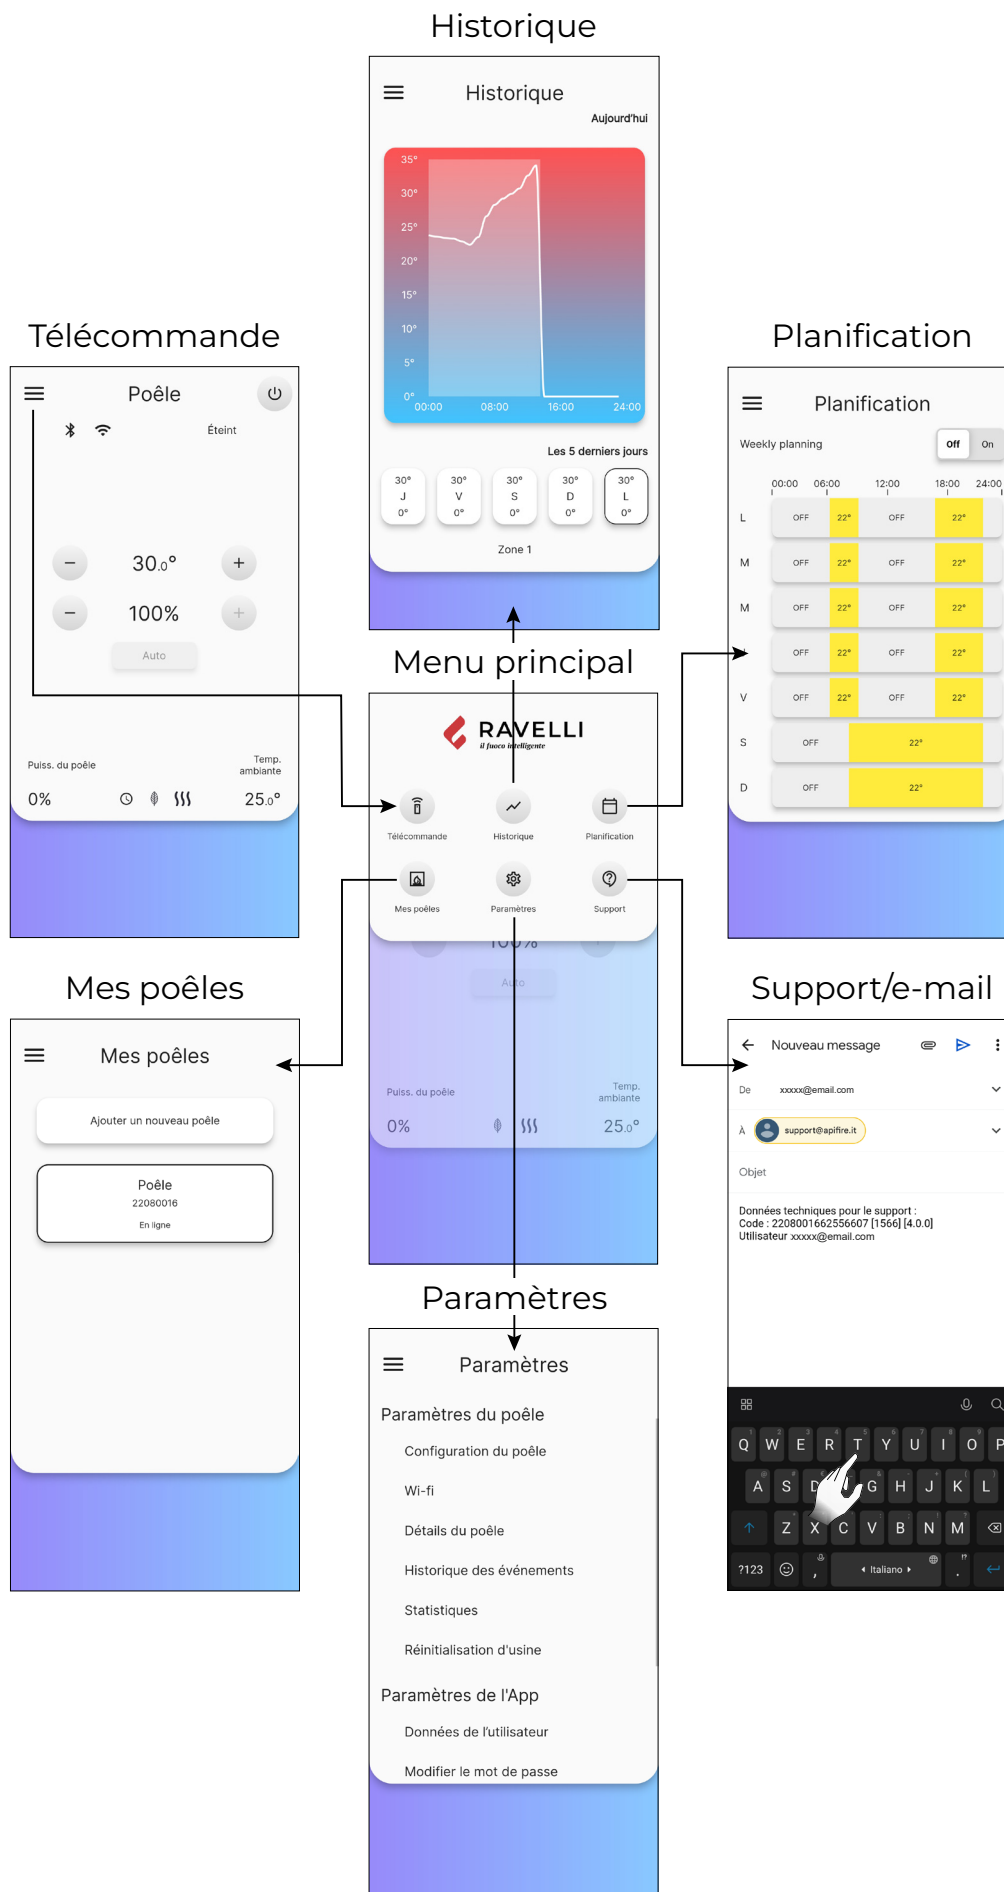 Historique
Historique
Aujourd'hui
35°
30°
25°
20°
15°
10°
5°
0°
00:00 08:00 16:00 24:00
Les 5 derniers jours
30° 30° 30° 30° 30°
J V S D L
0° 0° 0° 0° 0°
Zone 1
Télécommande
Poêle
Éteint
30.0°
100%
Auto
Puiss. du poêle
Temp.
ambiante
0%
25.0°
Planification
Planification
Weekly planning
Off On
00:00 06:00 12:00 18:00 24:00
L OFF 22° OFF 22°
M OFF 22° OFF 22°
M OFF 22° OFF 22°
OFF 22° OFF 22°
V OFF 22° OFF 22°
S OFF 22°
D OFF 22°
Menu principal
RAVELLI
il fuoco intelligente
Télécommande Historique Planification
Mes poêles Paramètres Support
100%
Auto
Puiss. du poêle
Temp.
ambiante
0%
25.0°
Mes poêles
Mes poêles
Ajouter un nouveau poêle
Poêle
22080016
En ligne
Support/e-mail
Nouveau message
De xxxxx@email.com
À support@apifire.it
Objet
Données techniques pour le support :
Code : 2208001662556607 [1566] [4.0.0]
Utilisateur xxxxx@email.com
Q W E R T Y U I O P
A S D G H J K L
Z X C V B N M
?123 , Italiano .
Paramètres
Paramètres
Paramètres du poêle
Configuration du poêle
Wi-fi
Détails du poêle
Historique des événements
Statistiques
Réinitialisation d'usine
Paramètres de l'App
Données de l'utilisateur
Modifier le mot de passe